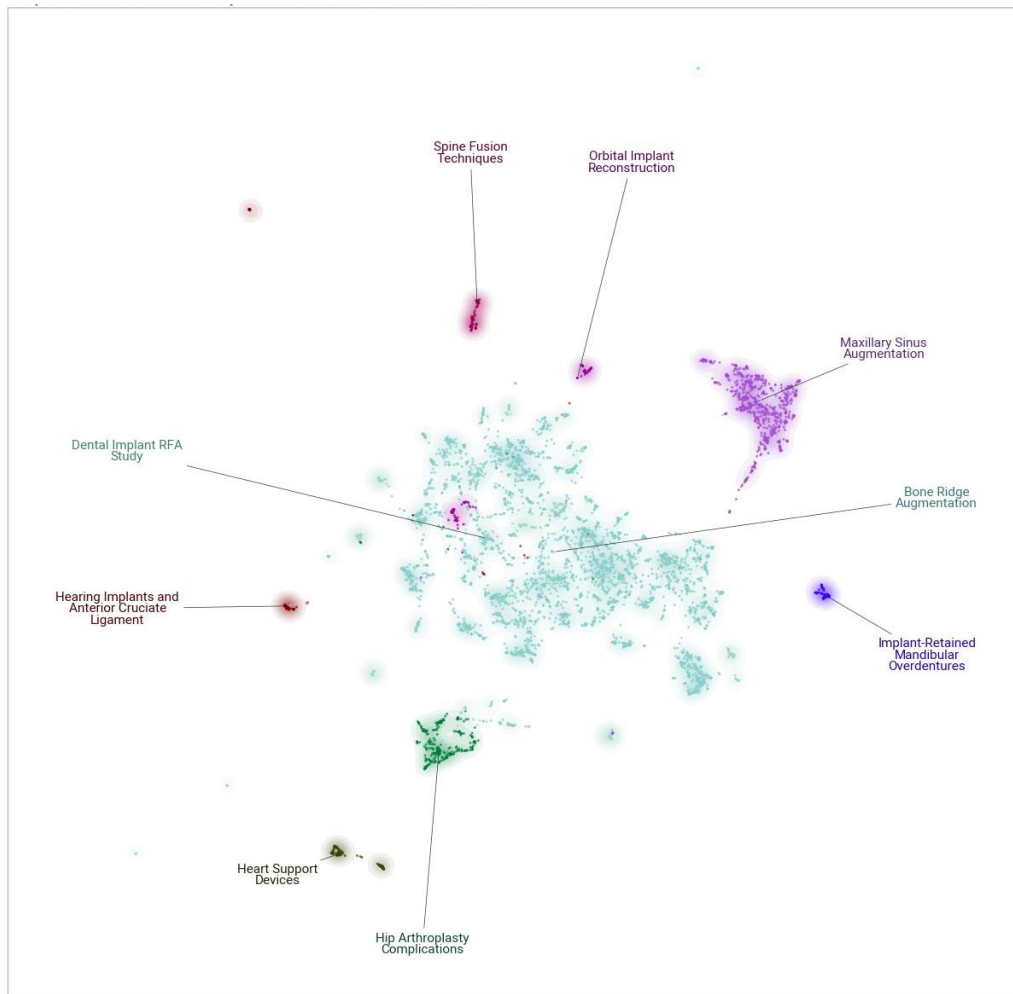 Spine Fusion
Techniques
Orbital Implant
Reconstruction
Maxillary Sinus
Augmentation
Dental Implant RFA
Study
Bone Ridge
Augmentation
Hearing Implants and
Anterior Cruciate
Ligament
Implant-Retained
Mandibular
Overdentures
Heart Support
Devices
Hip Arthroplasty
Complications